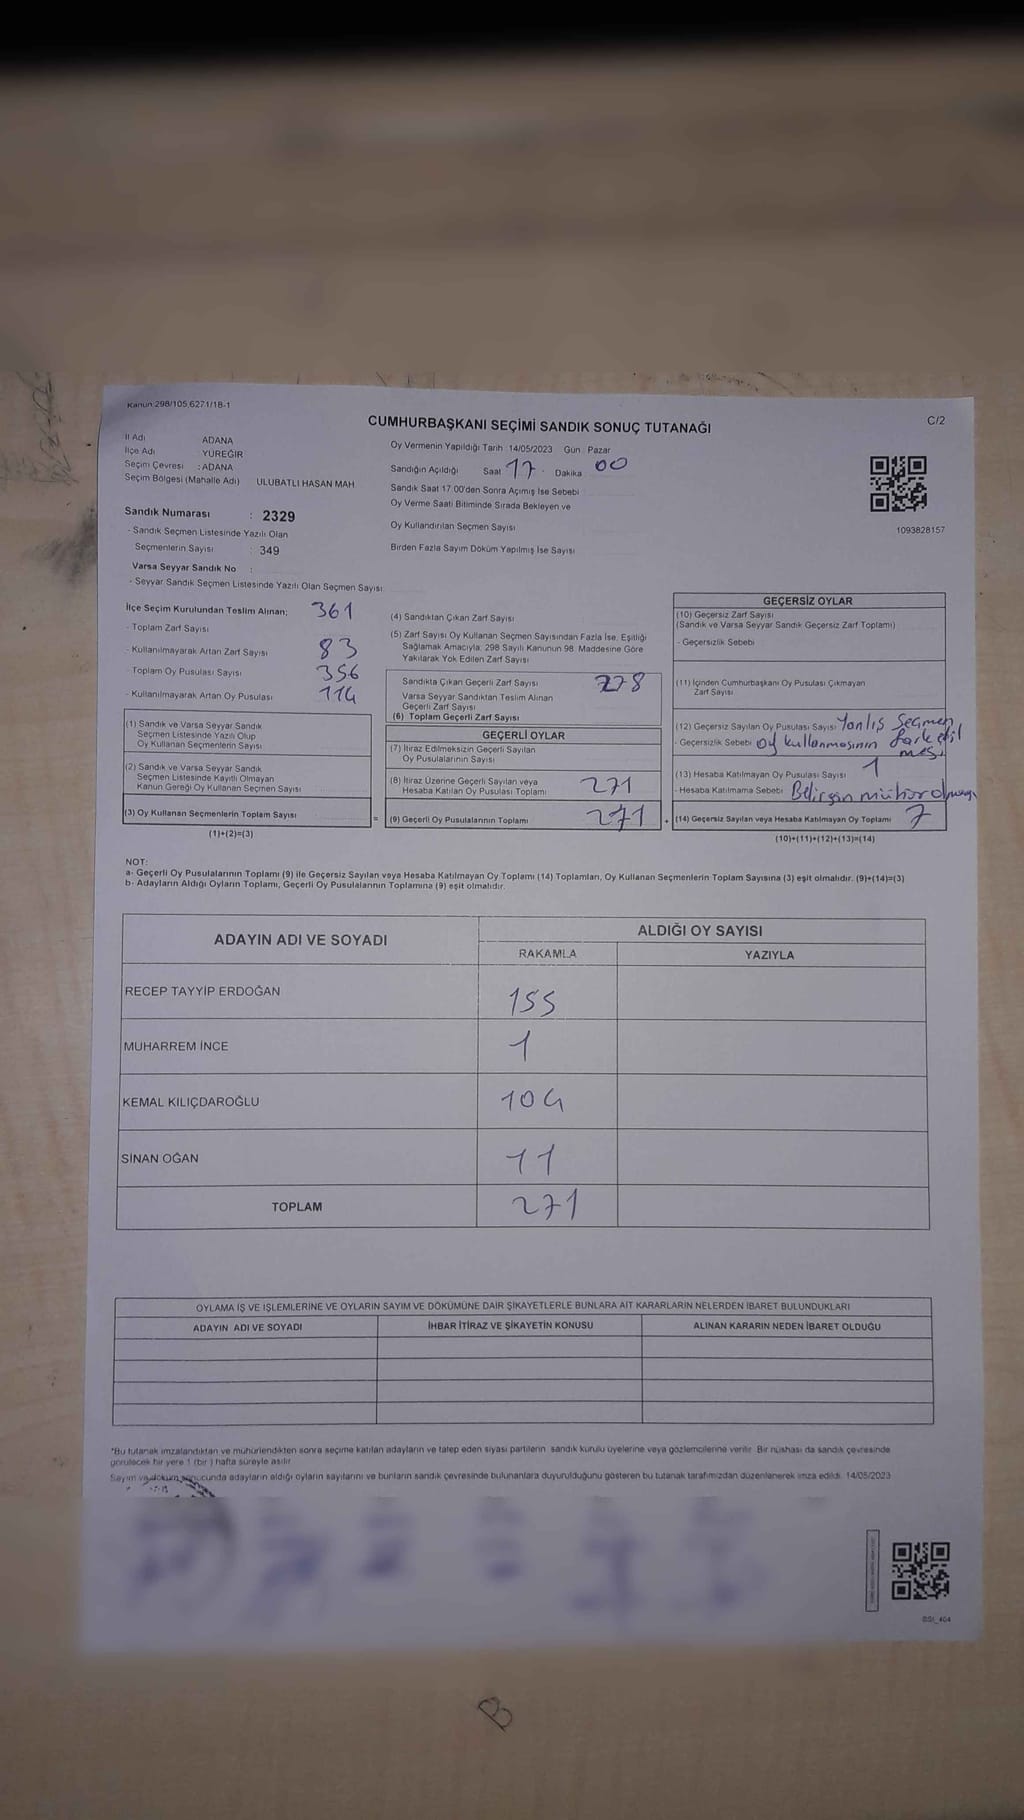 Kanun:298/105,6271/18-1
CUMHURBAŞKANI SEÇİMİ SANDIK SONUÇ TUTANAĞI
C/2
İl Adı ADANA
İlçe Adı : YÜREĞİR
Seçim Çevresi : ADANA
Seçim Bölgesi (Mahalle Adı) ULUBATLI HASAN MAH
Sandık Numarası : 2329
- Sandık Seçmen Listesinde Yazılı Olan
Seçmenlerin Sayısı : 349
Varsa Seyyar Sandık No :
- Seyyar Sandık Seçmen Listesinde Yazılı Olan Seçmen Sayısı
Oy Vermenin Yapıldığı Tarih 14/05/2023 Gün Pazar
Sandığın Açıldığı Saat 17 Dakika 00
Sandık Saat 17 00'den Sonra Açımış İse Sebebi
Oy Verme Saati Bitiminde Sırada Bekleyen ve
Oy Kullandırılan Seçmen Sayısı
Birden Fazla Sayım Döküm Yapılmış İse Sayısı
1093828157
İlçe Seçim Kurulundan Teslim Alınan; 361
- Toplam Zarf Sayısı
- Kullanılmayarak Artan Zarf Sayısı 83
- Toplam Oy Pusulası Sayısı 356
- Kullanılmayarak Artan Oy Pusulası 114
(1) Sandık ve Varsa Seyyar Sandık
Seçmen Listesinde Yazılı Olup
Oy Kullanan Seçmenlerin Sayısı
(2) Sandık ve Varsa Seyyar Sandık
Seçmen Listesinde Kayıtlı Olmayan
Kanun Gereği Oy Kullanan Seçmen Sayısı
(3) Oy Kullanan Seçmenlerin Toplam Sayısı
=
(1)+(2)=(3)
(4) Sandıktan Çıkan Zarf Sayısı
(5) Zarf Sayısı Oy Kullanan Seçmen Sayısından Fazla İse, Eşitliği
Sağlamak Amacıyla; 298 Sayılı Kanunun 98. Maddesine Göre
Yakılarak Yok Edilen Zarf Sayısı
Sandıkta Çıkan Geçerli Zarf Sayısı 278
Varsa Seyyar Sandıktan Teslim Alınan
Geçerli Zarf Sayısı
(6) Toplam Geçerli Zarf Sayısı
GEÇERLİ OYLAR
(7) İtiraz Edilmeksizin Geçerli Sayılan
Oy Pusulalarının Sayısı
(8) İtiraz Üzerine Geçerli Sayılan veya
Hesaba Katılan Oy Pusulası Toplamı 271
(9) Geçerli Oy Pusulalarının Toplamı 271
+
GEÇERSİZ OYLAR
(10) Geçersiz Zarf Sayısı
(Sandık ve Varsa Seyyar Sandık Geçersiz Zarf Toplamı)
- Geçersizlik Sebebi
(11) İçinden Cumhurbaşkanı Oy Pusulası Çıkmayan
Zarf Sayısı
(12) Geçersiz Sayılan Oy Pusulası Sayısı Yanlış Seçmen
- Geçersizlik Sebebi Oy kullanmasının farkedil
mesi
(13) Hesaba Katılmayan Oy Pusulası Sayısı 1
- Hesaba Katılmama Sebebi
(14) Geçersiz Sayılan veya Hesaba Katılmayan Oy Toplamı 7
(10)+(11)+(12)+(13)=(14)
NOT:
a- Geçerli Oy Pusulalarının Toplamı (9) ile Geçersiz Sayılan veya Hesaba Katılmayan Oy Toplamı (14) Toplamları, Oy Kullanan Seçmenlerin Toplam Sayısına (3) eşit olmalıdır. (9)+(14)=(3)
b- Adayların Aldığı Oyların Toplamı, Geçerli Oy Pusulalarının Toplamına (9) eşit olmalıdır.
ADAYIN ADI VE SOYADI
ALDIĞI OY SAYISI
RAKAMLA YAZIYLA
RECEP TAYYİP ERDOĞAN 155
MUHARREM İNCE 1
KEMAL KILIÇDAROĞLU 104
SİNAN OĞAN 11
TOPLAM 271
OYLAMA İŞ VE İŞLEMLERİNE VE OYLARIN SAYIM VE DÖKÜMÜNE DAİR ŞİKAYETLERLE BUNLARA AİT KARARLARIN NELERDEN İBARET BULUNDUKLARI
ADAYIN ADI VE SOYADI İHBAR İTİRAZ VE ŞİKAYETİN KONUSU ALINAN KARARIN NEDEN İBARET OLDUĞU
*Bu tutanak imzalandıktan ve mühürlendikten sonra seçime katılan adayların ve talep eden siyasi partilerin sandık kurulu üyelerine veya gözlemcilerine verilir. Bir nüshası da sandık çevresinde
görülecek bir yere 1 (bir ) hafta süreyle asılır.
Sayım ve döküm sonucunda adayların aldığı oyların sayılarını ve bunların sandık çevresinde bulunanlara duyurulduğunu gösteren bu tutanak tarafımızdan düzenlenerek imza edildi. 14/05/2023
B